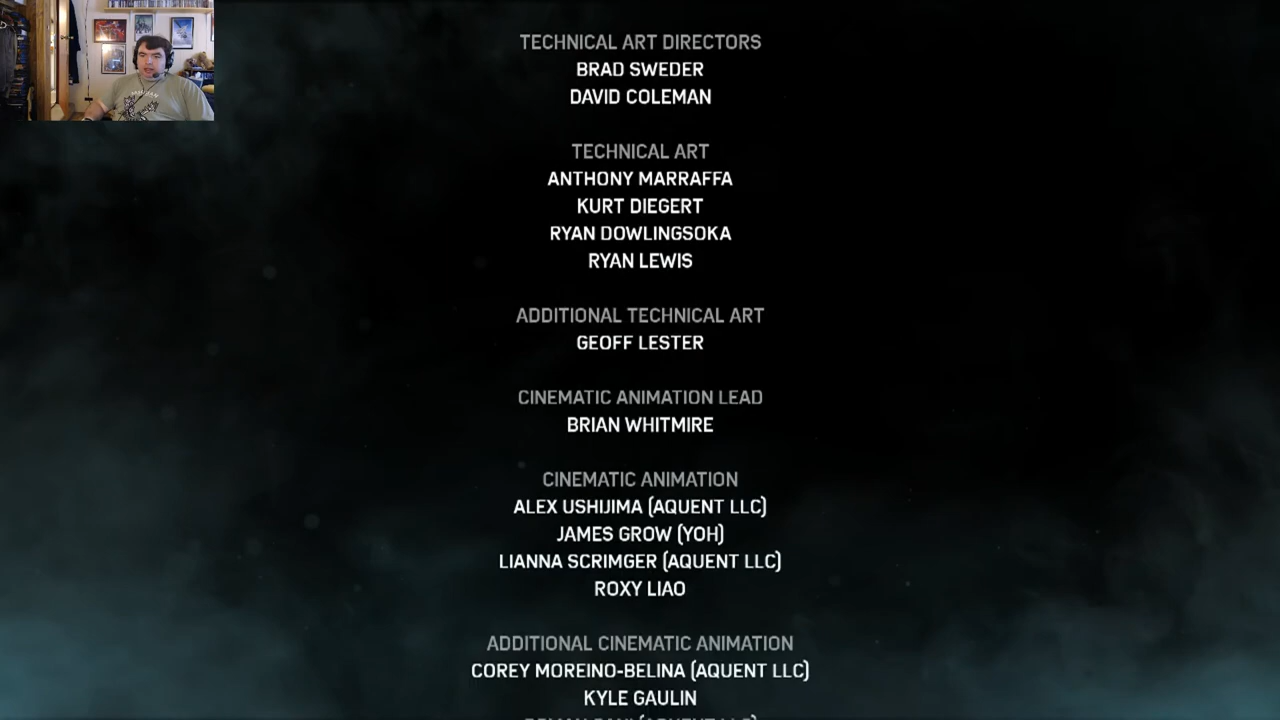 TECHNICAL ART DIRECTORS
BRAD SWEDER
DAVID COLEMAN
TECHNICAL ART
ANTHONY MARRAFFA
KURT DIEGERT
RYAN DOWLINGSOKA
RYAN LEWIS
ADDITIONAL TECHNICAL ART
GEOFF LESTER
CINEMATIC ANIMATION LEAD
BRIAN WHITMIRE
CINEMATIC ANIMATION
ALEX USHIJIMA (AQUENT LLC)
JAMES GROW (YOH)
LIANNA SCRIMGER (AQUENT LLC)
ROXY LIAO
ADDITIONAL CINEMATIC ANIMATION
COREY MOREINO-BELINA (AQUENT LLC)
KYLE GAULIN